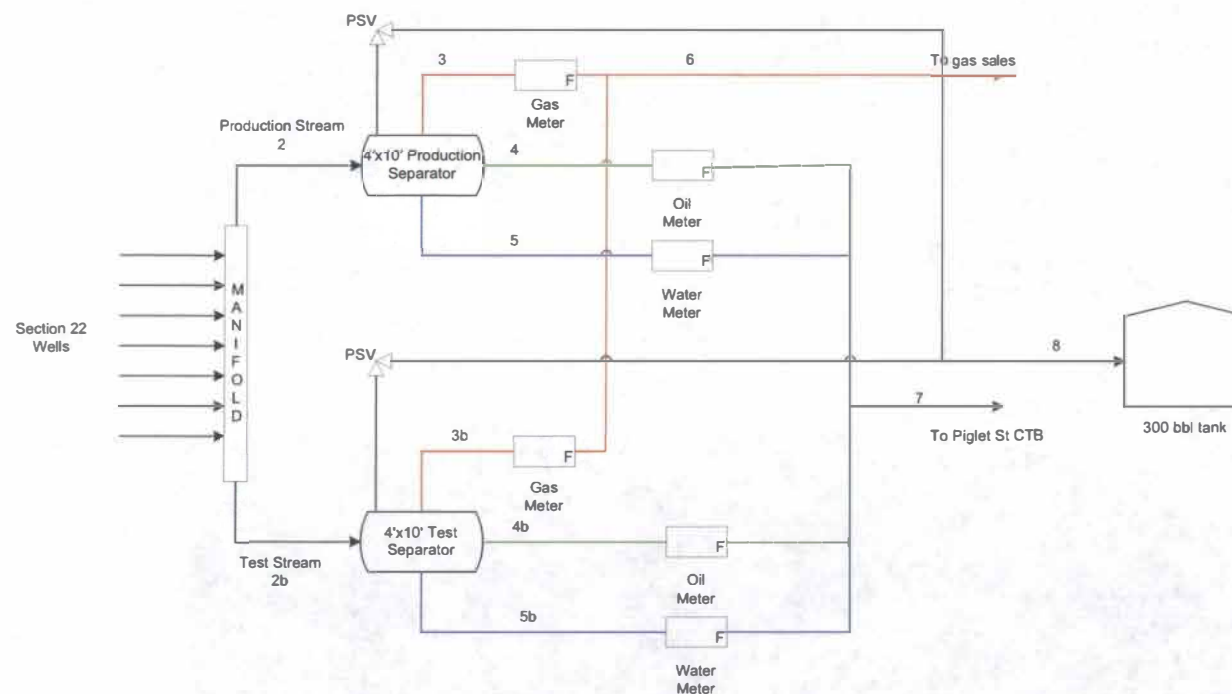 PSV
3
F
6
To gas sales
Gas
Meter
Production Stream
2
4'x10' Production
Separator
4
F
Oil
Meter
5
F
Water
Meter
MANIFOLD
Section 22
Wells
PSV
8
7
To Piglet St CTB
300 bbl tank
3b
F
Gas
Meter
4'x10' Test
Separator
4b
F
Oil
Meter
Test Stream
2b
5b
F
Water
Meter